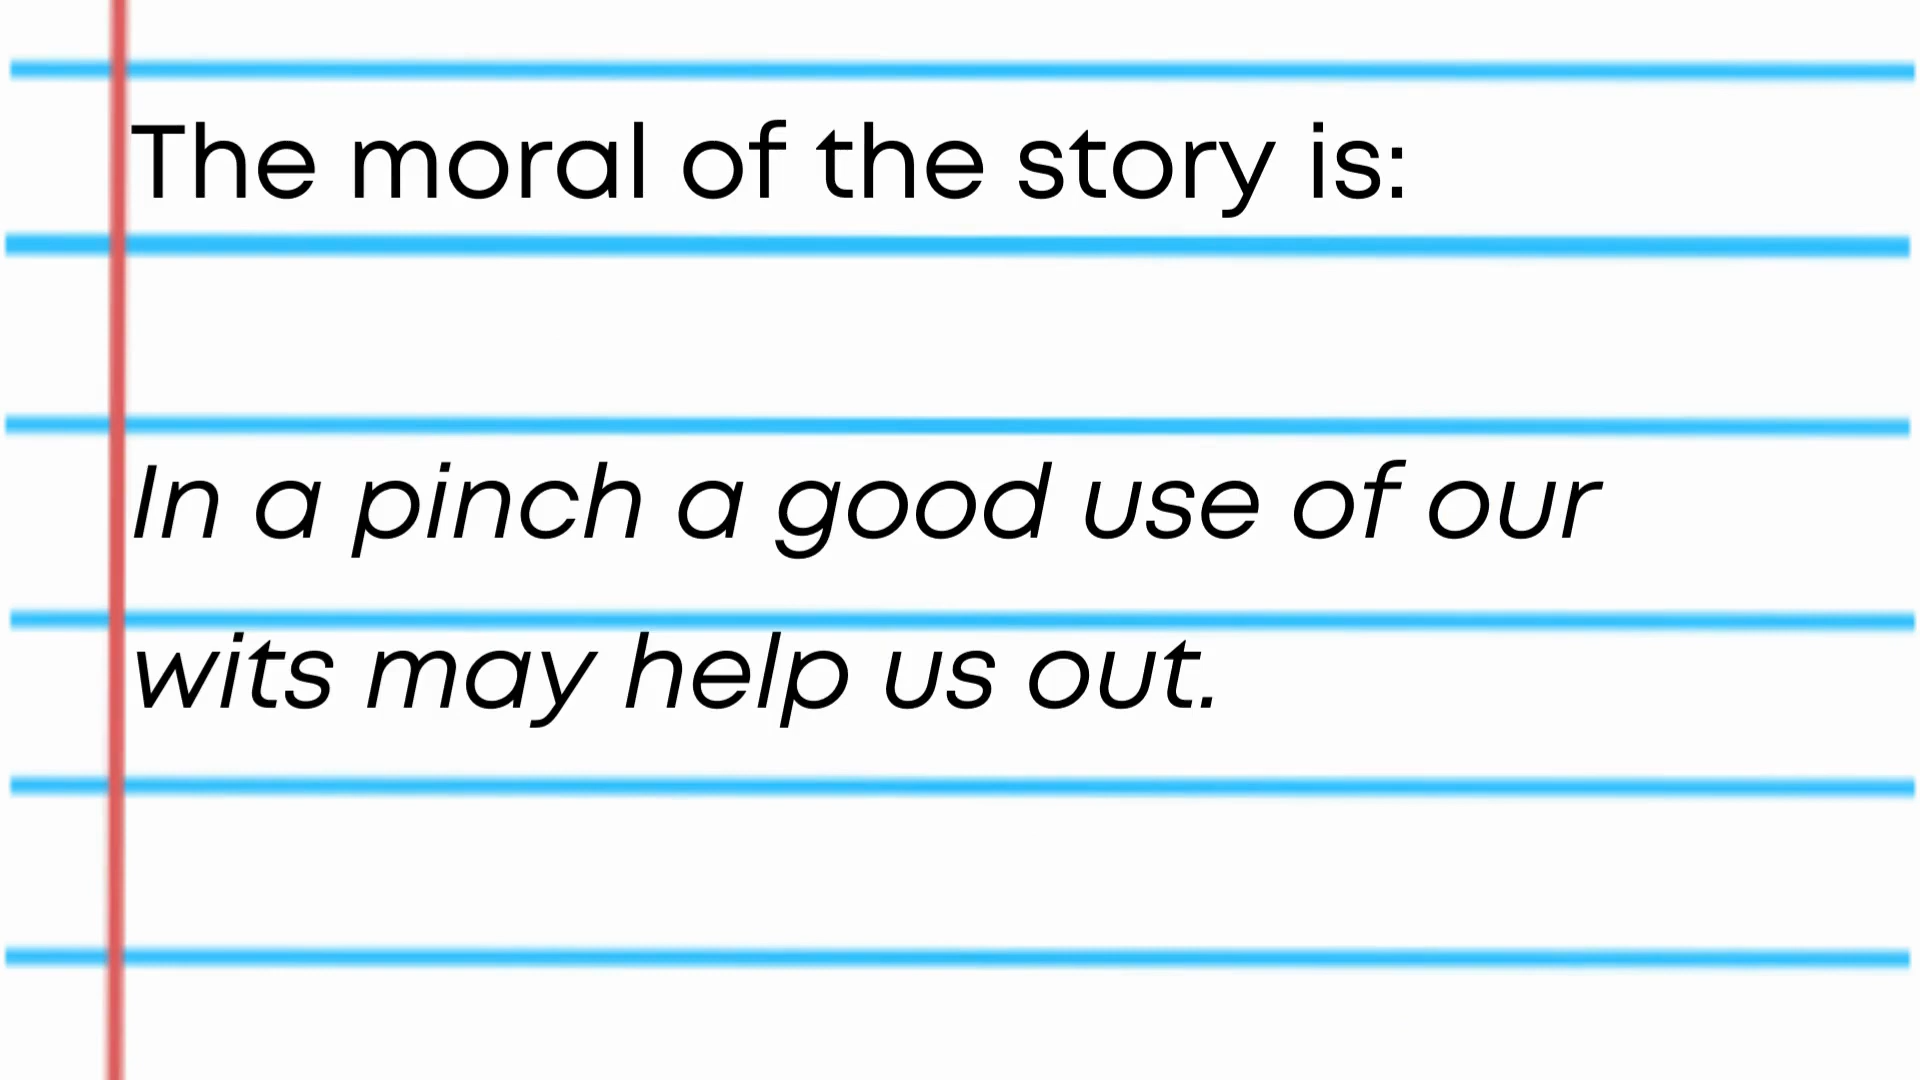 The moral of the story is:
In a pinch a good use of our
wits may help us out.